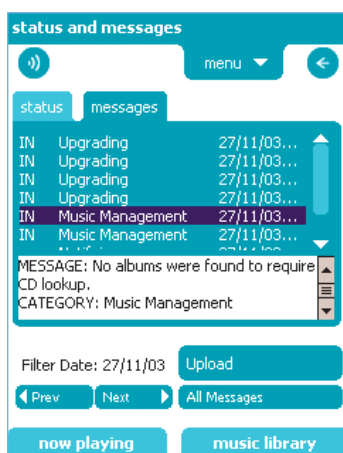 status and messages
menu
status messages
IN Upgrading 27/11/03...
IN Upgrading 27/11/03...
IN Upgrading 27/11/03...
IN Upgrading 27/11/03...
IN Music Management 27/11/03...
IN Music Management 27/11/03...
MESSAGE: No albums were found to require
CD lookup.
CATEGORY: Music Management
Filter Date: 27/11/03 Upload
Prev Next All Messages
now playing music library